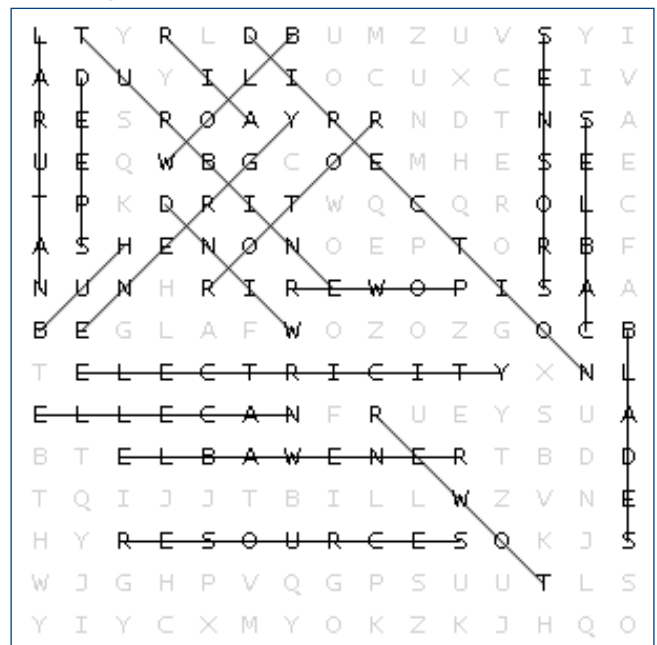 L T Y R L D B U M Z U V S Y I
A D U Y I L I O C U X C E I V
R E S R O A Y R R N D T N S A
U E Q W B G C O E M H E S E E
T P K D R I T W Q C Q R O L C
A S H E N O N O E P T O R B F
N U N H R I R E W O P I S A A
B E G L A F W O Z O Z G O C B
T E L E C T R I C I T Y X N L
E L L E C A N F R U E Y S U A
B T E L B A W E N E R T B D D
T Q I J J T B I L L W Z V N E
H Y R E S O U R C E S O K J S
W J G H P V Q G P S U U T L S
Y I Y C X M Y O K Z K J H Q O